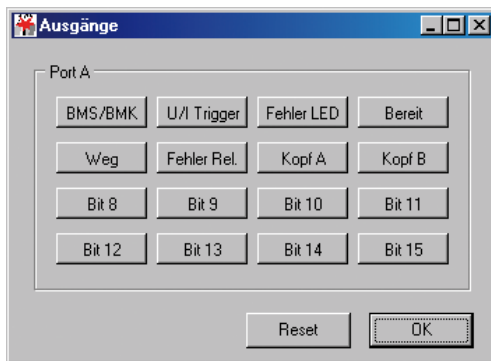 Ausgänge
Port A
BMS/BMK U/I Trigger Fehler LED Bereit
Weg Fehler Rel. Kopf A Kopf B
Bit 8 Bit 9 Bit 10 Bit 11
Bit 12 Bit 13 Bit 14 Bit 15
Reset OK